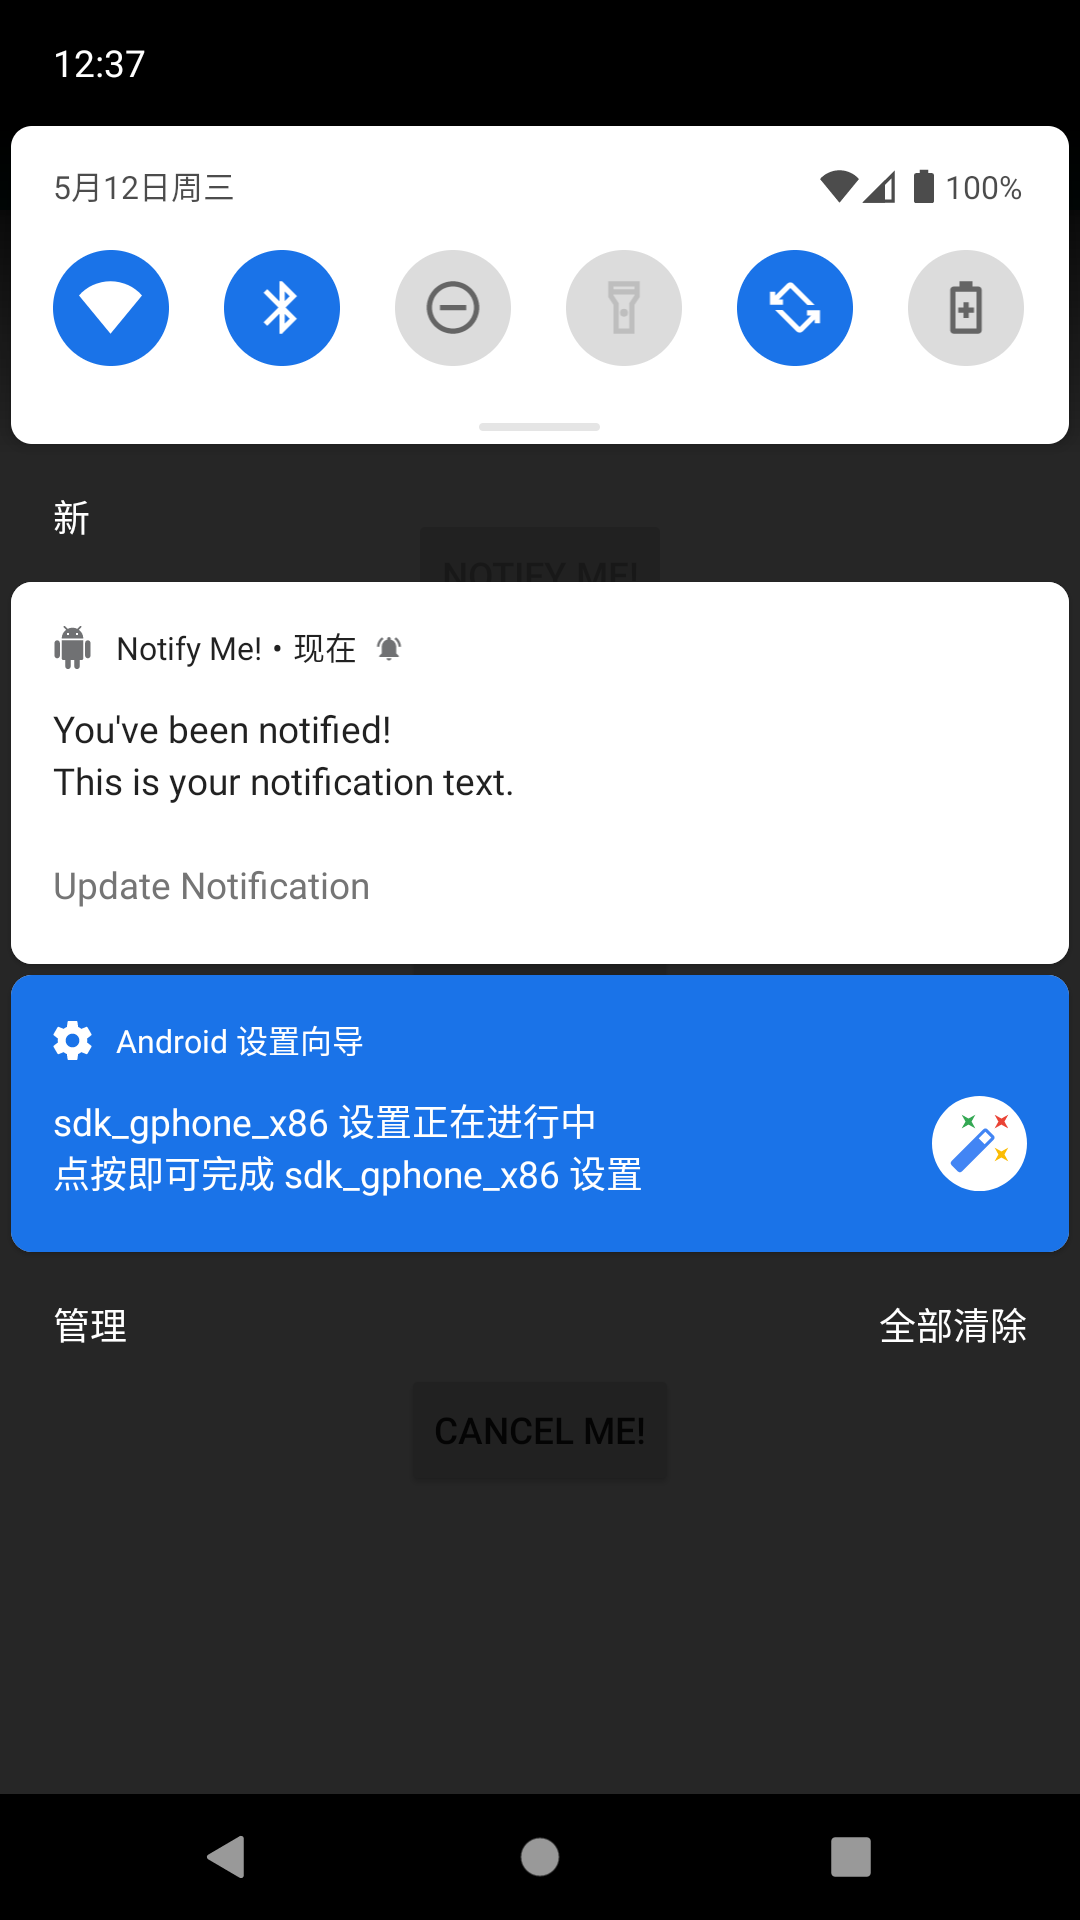 12:37
5月12日周三
100%
新
NOTIFY ME!
Notify Me! • 现在
You've been notified!
This is your notification text.
Update Notification
Android 设置向导
sdk_gphone_x86 设置正在进行中
点按即可完成 sdk_gphone_x86 设置
管理
全部清除
CANCEL ME!